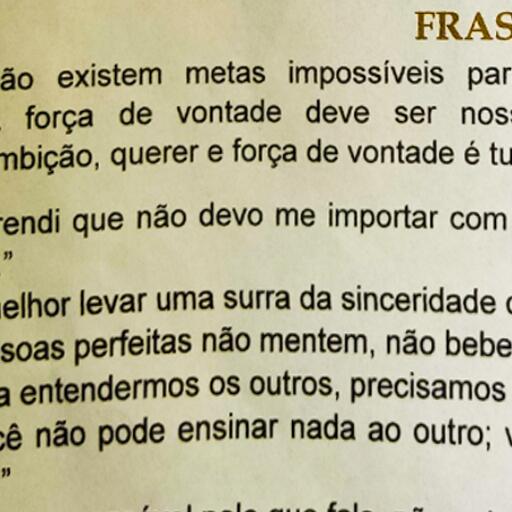 FRAS
ão existem metas impossíveis par
força de vontade deve ser nos
mbição, querer e força de vontade é tu
rendi que não devo me importar com
”
elhor levar uma surra da sinceridade
soas perfeitas não mentem, não bebe
a entendermos os outros, precisamos
cê não pode ensinar nada ao outro; v
”